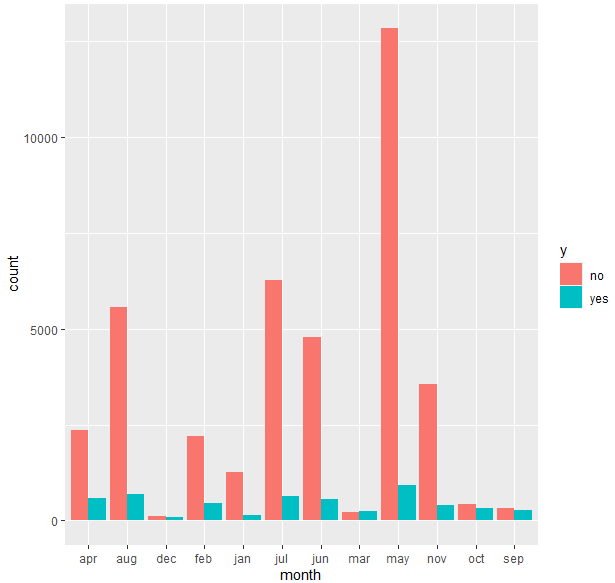 count
10000
5000
0
apr aug dec feb jan jul jun mar may nov oct sep
month
y
no
yes